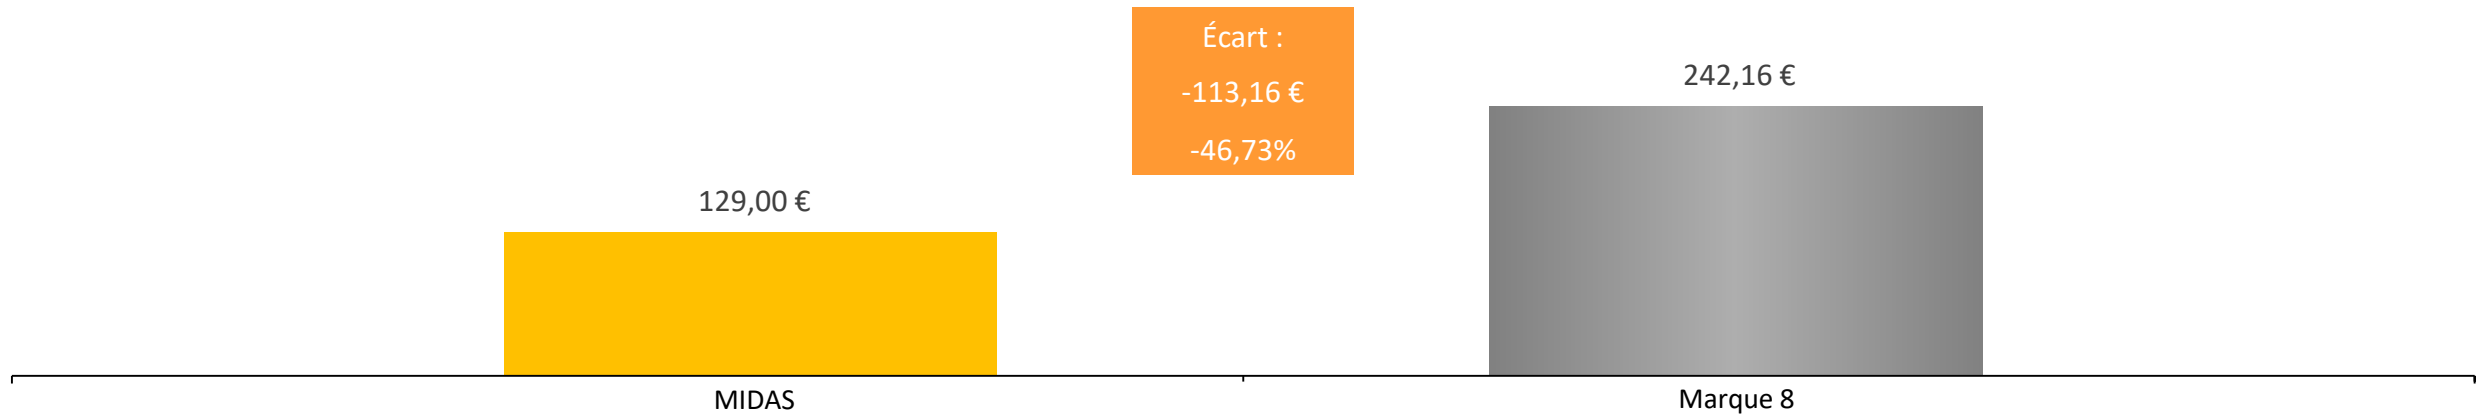 Écart :
-113,16 €
-46,73%
242,16 €
129,00 €
MIDAS
Marque 8